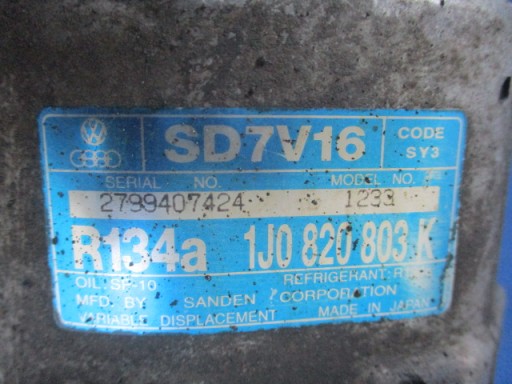 SD7V16 CODE
SY3
SERIAL NO. MODEL NO.
2799407424 1233
R134a 1J0 820 803 K
OIL SP-10 REFRIGERANT
MFD. BY SANDEN CORPORATION
VARIABLE DISPLACEMENT MADE IN JAPAN